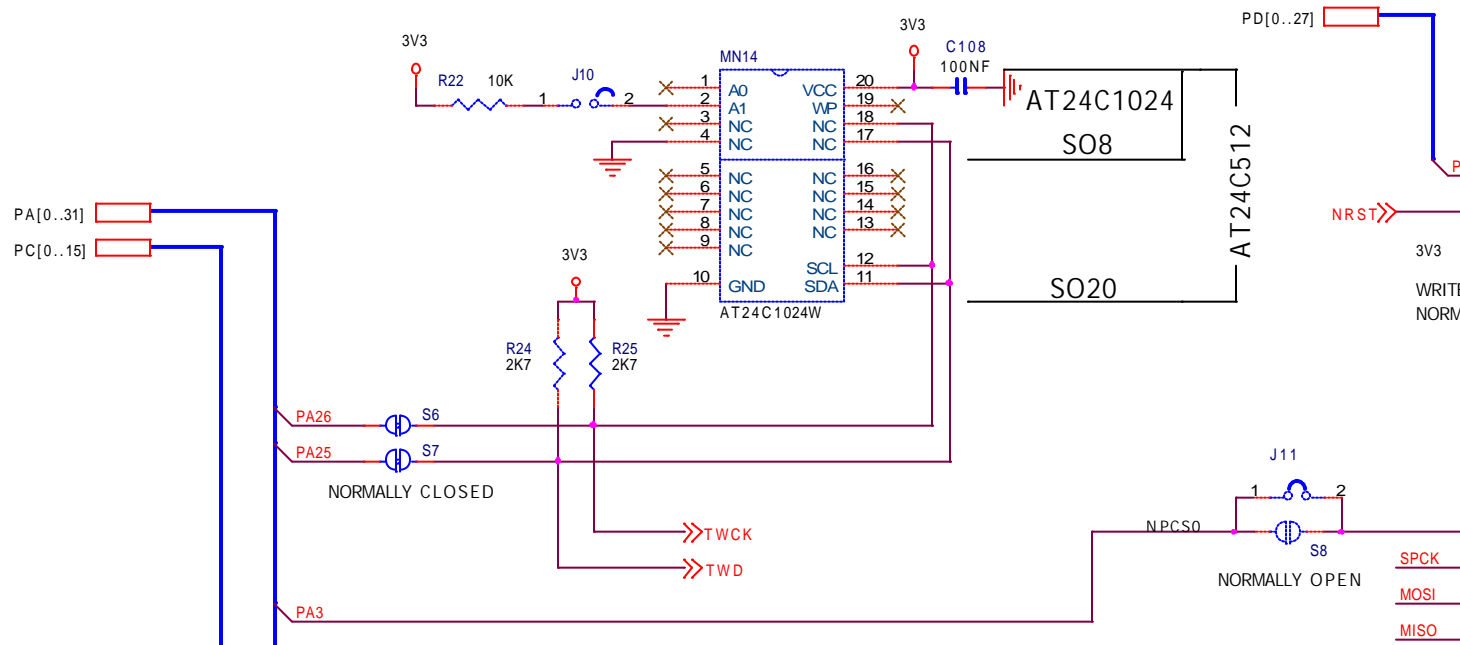 PD[0..27]
3V3
3V3
R22
10K
J10
1
2
MN14
C108
100NF
1
A0
VCC
20
2
A1
WP
19
3
NC
NC
18
4
NC
NC
17
5
NC
NC
16
6
NC
NC
15
7
NC
NC
14
8
NC
NC
13
9
NC
SCL
12
10
GND
SDA
11
AT24C1024W
AT24C1024
SO8
AT24C512
SO20
NRST
3V3
WRITE
NORM
PA[0..31]
PC[0..15]
3V3
R24
2K7
R25
2K7
PA26
S6
PA25
S7
NORMALLY CLOSED
TWCK
TWD
PA3
J11
1
2
NPCS0
S8
NORMALLY OPEN
SPCK
MOSI
MISO